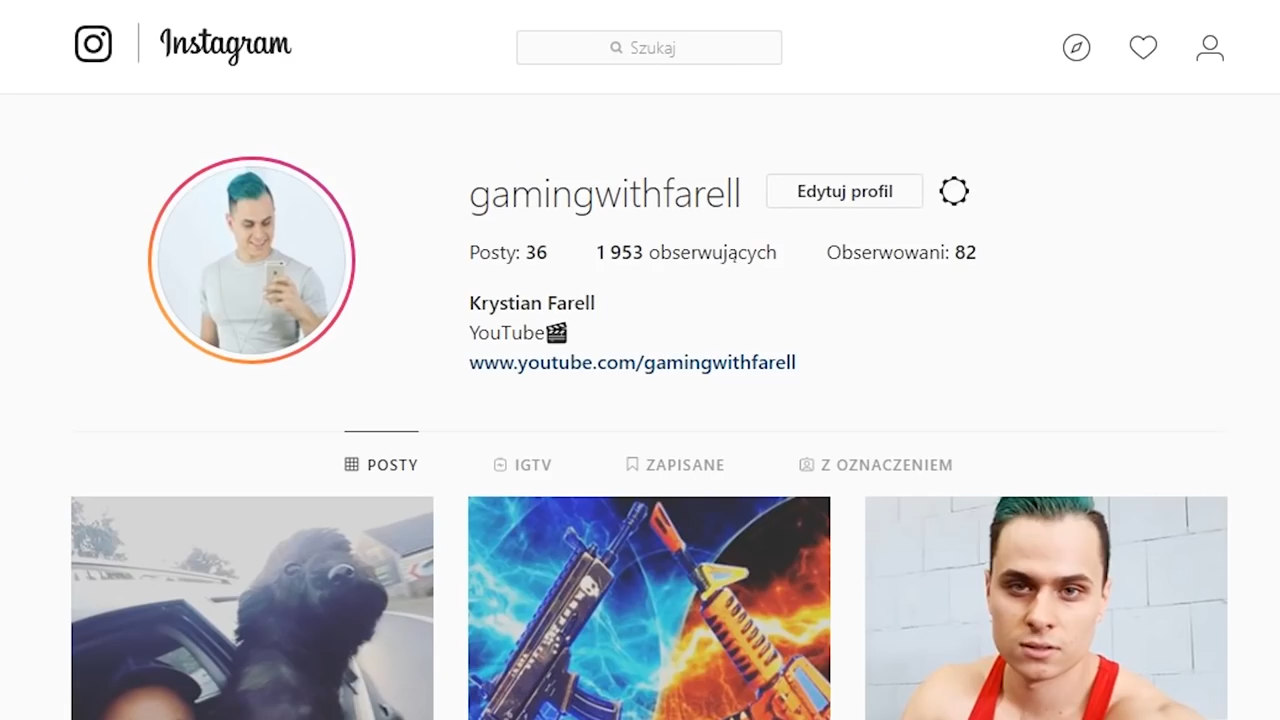 Instagram
Szukaj
gamingwithfarell
Edytuj profil
Posty: 36
1 953 obserwujących
Obserwowani: 82
Krystian Farell
YouTube🎬
www.youtube.com/gamingwithfarell
POSTY
IGTV
ZAPISANE
Z OZNACZENIEM